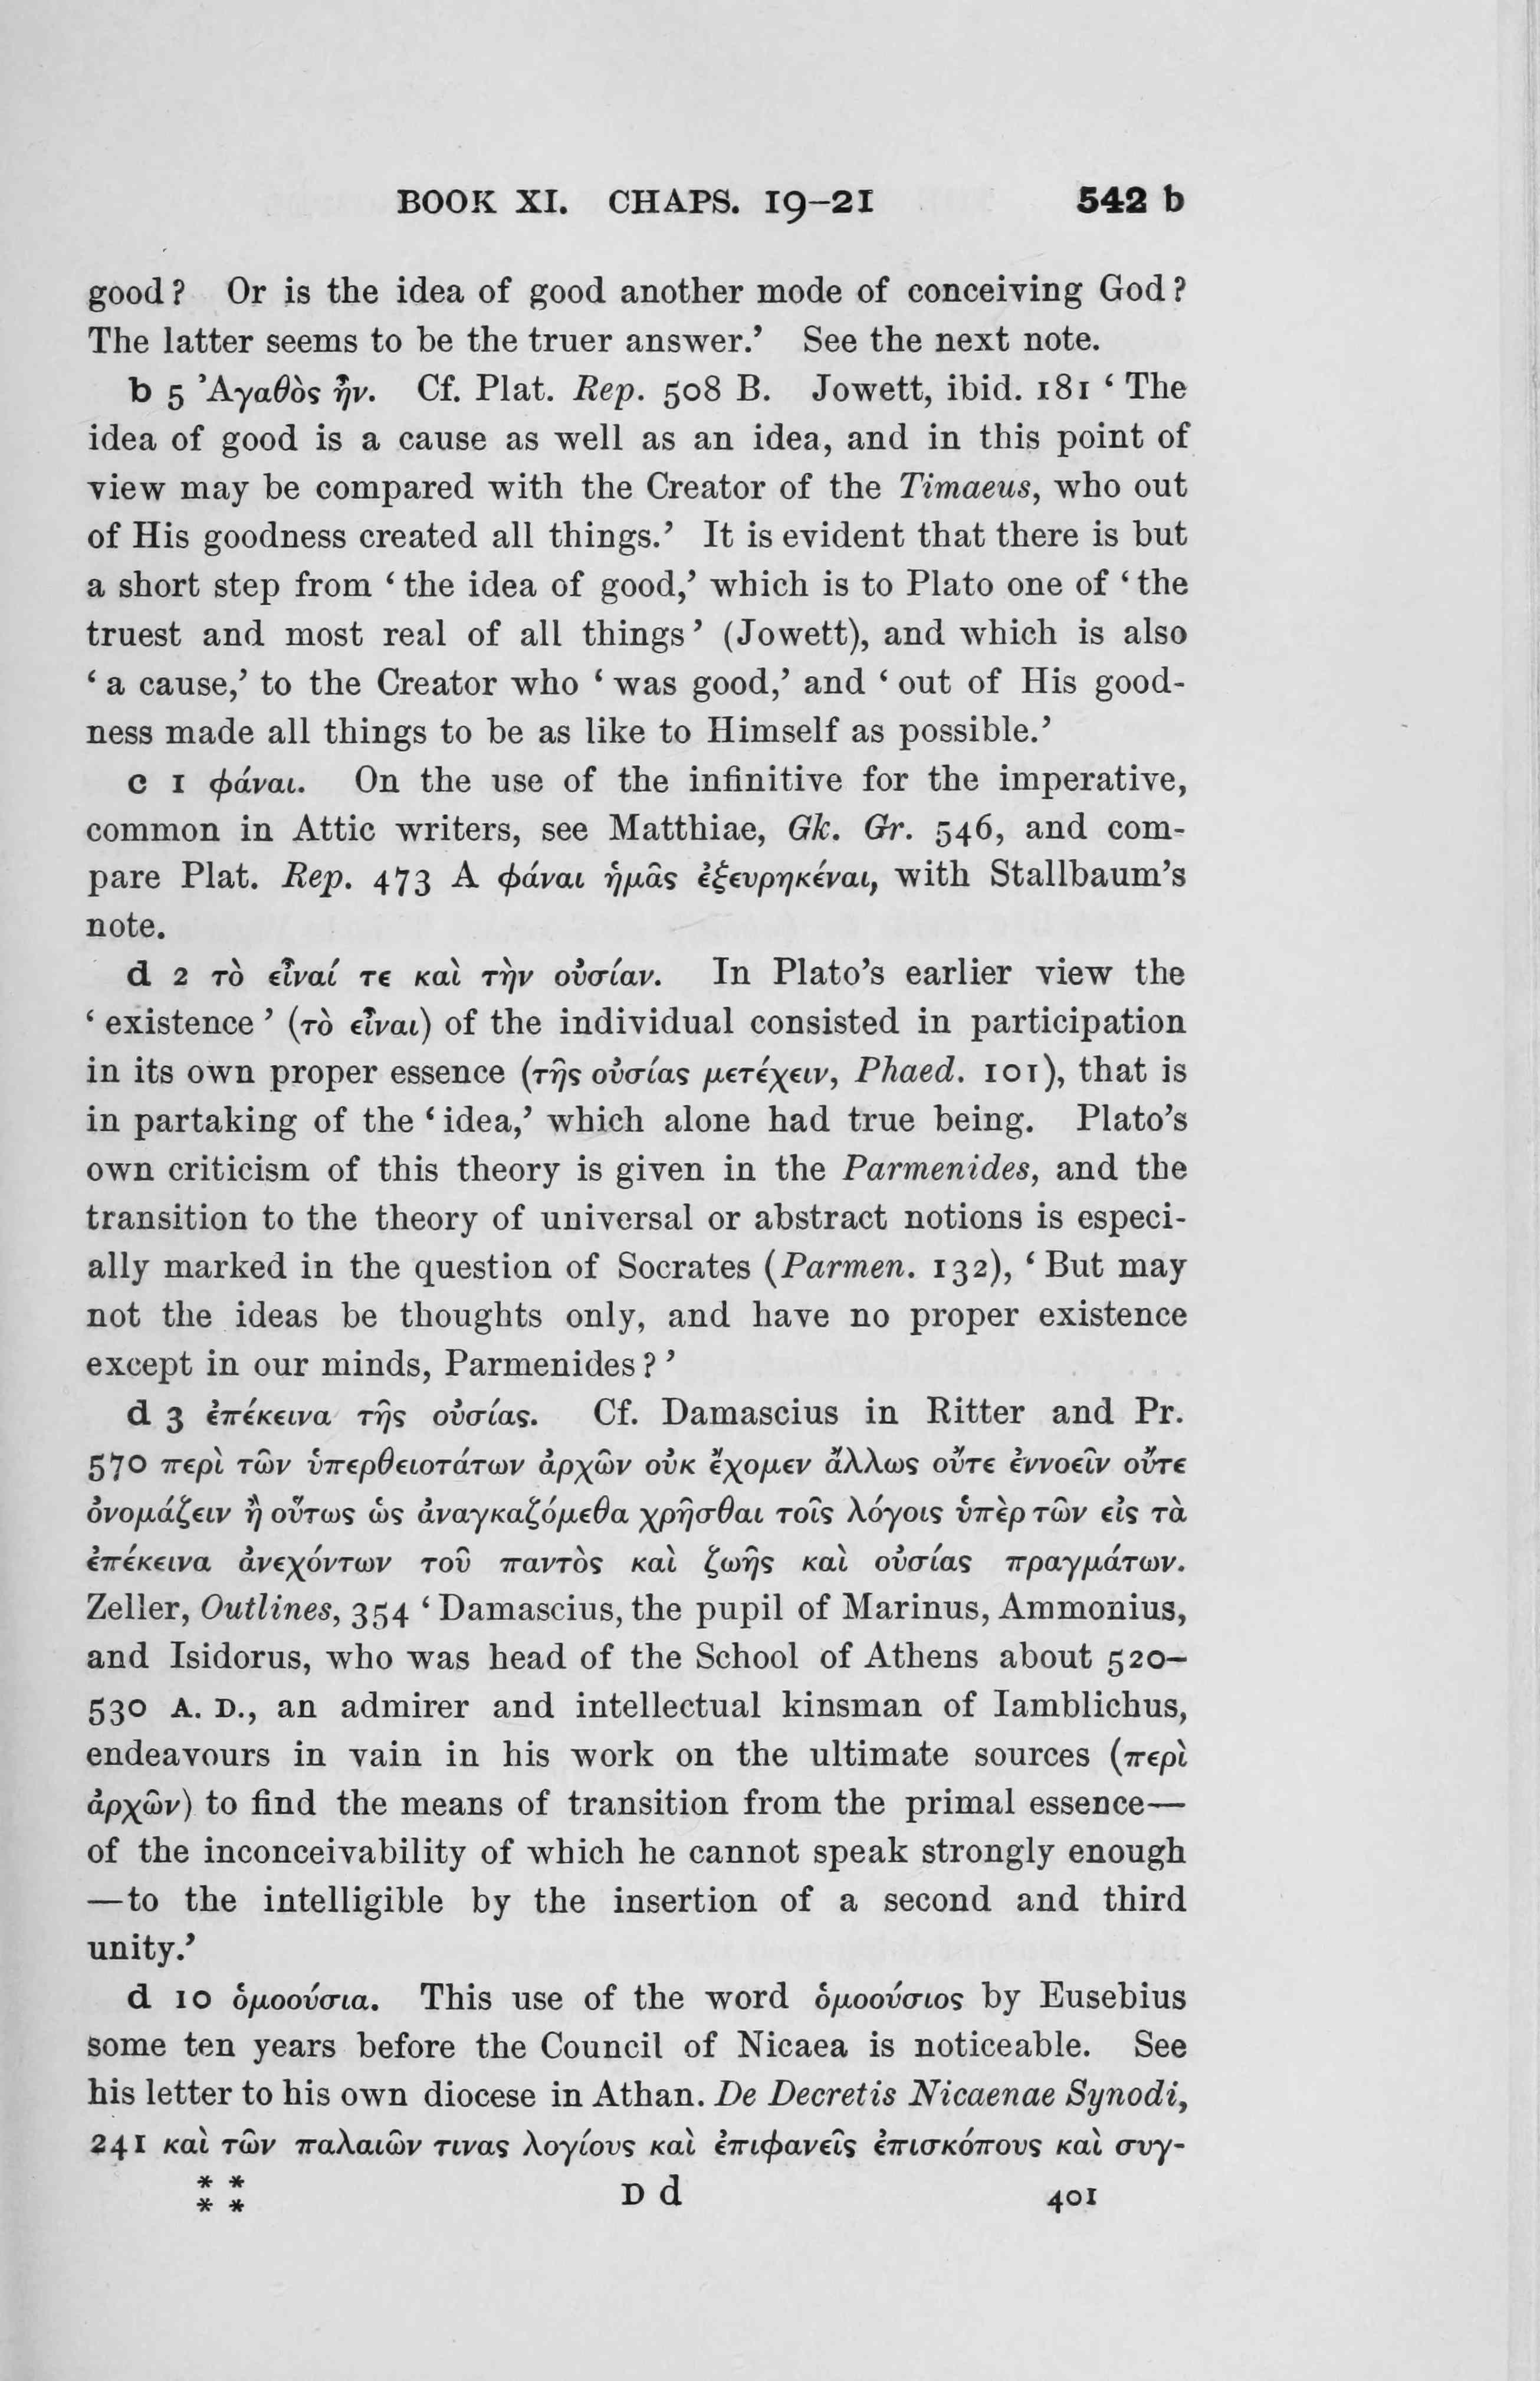 BOOK XI. CHAPS. 19–21 542 b
good? Or is the idea of good another mode of conceiving God?
The latter seems to be the truer answer.’ See the next note.
b 5 Ἀγαθὸς ἦν. Cf. Plat. Rep. 508 B. Jowett, ibid. 181 ‘The
idea of good is a cause as well as an idea, and in this point of
view may be compared with the Creator of the Timaeus, who out
of His goodness created all things.’ It is evident that there is but
a short step from ‘the idea of good,’ which is to Plato one of ‘the
truest and most real of all things’ (Jowett), and which is also
‘a cause,’ to the Creator who ‘was good,’ and ‘out of His good-
ness made all things to be as like to Himself as possible.’
c 1 φάναι. On the use of the infinitive for the imperative,
common in Attic writers, see Matthiae, Gk. Gr. 546, and com-
pare Plat. Rep. 473 A φάναι ἡμᾶς ἐξευρηκέναι, with Stallbaum’s
note.
d 2 τὸ εἶναί τε καὶ τὴν οὐσίαν. In Plato’s earlier view the
‘existence’ (τὸ εἶναι) of the individual consisted in participation
in its own proper essence (τῆς οὐσίας μετέχειν, Phaed. 101), that is
in partaking of the ‘idea,’ which alone had true being. Plato’s
own criticism of this theory is given in the Parmenides, and the
transition to the theory of universal or abstract notions is especi-
ally marked in the question of Socrates (Parmen. 132), ‘But may
not the ideas be thoughts only, and have no proper existence
except in our minds, Parmenides?’
d 3 ἐπέκεινα τῆς οὐσίας. Cf. Damascius in Ritter and Pr.
570 περὶ τῶν ὑπερθειοτάτων ἀρχῶν οὐκ ἔχομεν ἄλλως οὔτε ἐννοεῖν οὔτε
ὀνομάζειν ἢ οὕτως ὡς ἀναγκαζόμεθα χρῆσθαι τοῖς λόγοις ὑπὲρ τῶν εἰς τὰ
ἐπέκεινα ἀνεχόντων τοῦ παντὸς καὶ ζωῆς καὶ οὐσίας πραγμάτων.
Zeller, Outlines, 354 ‘Damascius, the pupil of Marinus, Ammonius,
and Isidorus, who was head of the School of Athens about 520–
530 A. D., an admirer and intellectual kinsman of Iamblichus,
endeavours in vain in his work on the ultimate sources (περὶ
ἀρχῶν) to find the means of transition from the primal essence—
of the inconceivability of which he cannot speak strongly enough
—to the intelligible by the insertion of a second and third
unity.’
d 10 ὁμοούσια. This use of the word ὁμοούσιος by Eusebius
some ten years before the Council of Nicaea is noticeable. See
his letter to his own diocese in Athan. De Decretis Nicaenae Synodi,
241 καὶ τῶν παλαιῶν τινας λογίους καὶ ἐπιφανεῖς ἐπισκόπους καὶ συγ-
* * D d 401
* *